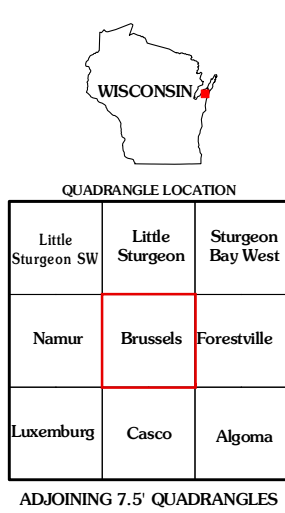 WISCONSIN
QUADRANGLE LOCATION
Little
Sturgeon SW
Little
Sturgeon
Sturgeon
Bay West
Namur
Brussels
Forestville
Luxemburg
Casco
Algoma
ADJOINING 7.5' QUADRANGLES